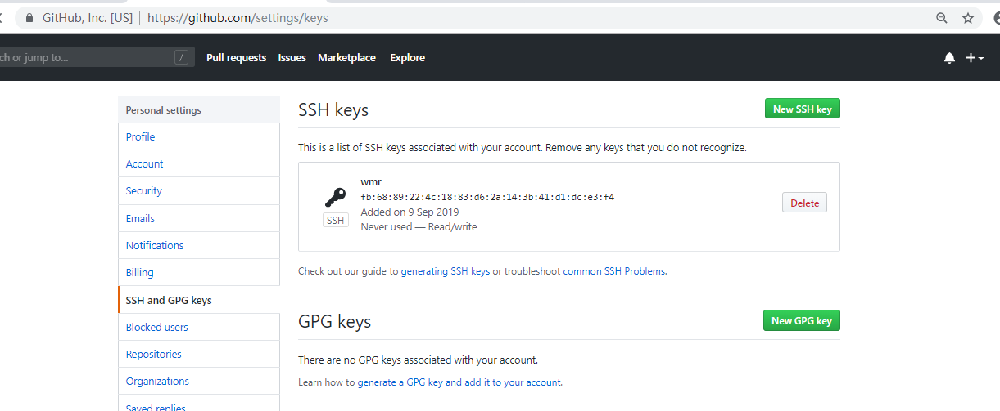 GitHub, Inc. [US] | https://github.com/settings/keys
ch or jump to... / Pull requests Issues Marketplace Explore
Personal settings
Profile
Account
Security
Emails
Notifications
Billing
SSH and GPG keys
Blocked users
Repositories
Organizations
Saved replies
SSH keys
New SSH key
This is a list of SSH keys associated with your account. Remove any keys that you do not recognize.
wmr
fb:68:89:22:4c:18:83:d6:2a:14:3b:41:d1:dc:e3:f4
Added on 9 Sep 2019
Never used — Read/write
SSH
Delete
Check out our guide to generating SSH keys or troubleshoot common SSH Problems.
GPG keys
New GPG key
There are no GPG keys associated with your account.
Learn how to generate a GPG key and add it to your account.